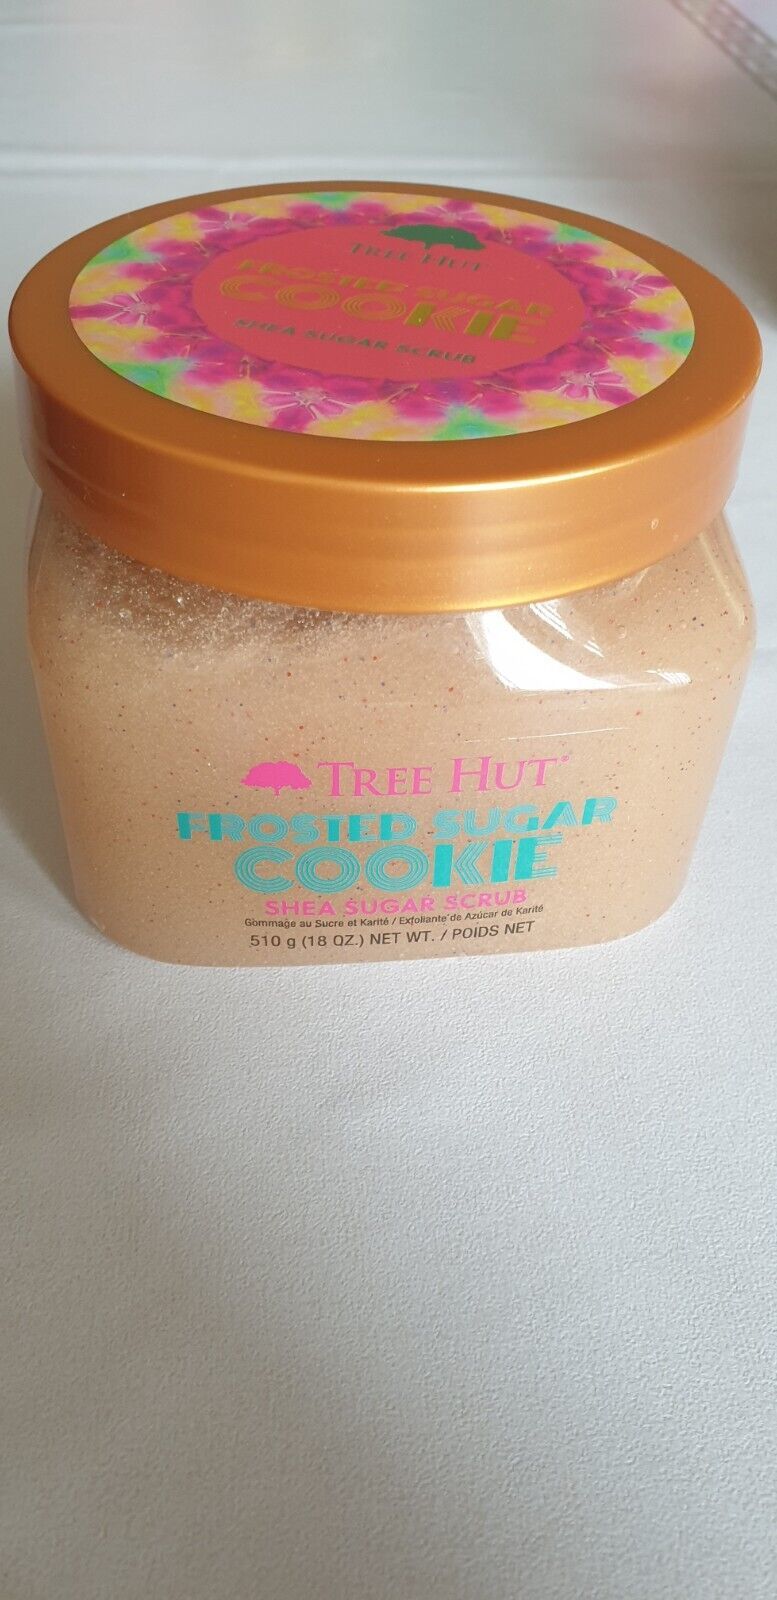 TREE HUT
FROSTED SUGAR
COOKIE
SHEA SUGAR SCRUB
TREE HUT®
FROSTED SUGAR
COOKIE
SHEA SUGAR SCRUB
Gommage au Sucre et Karité / Exfoliante de Azúcar de Karité
510 g (18 OZ.) NET WT. / POIDS NET